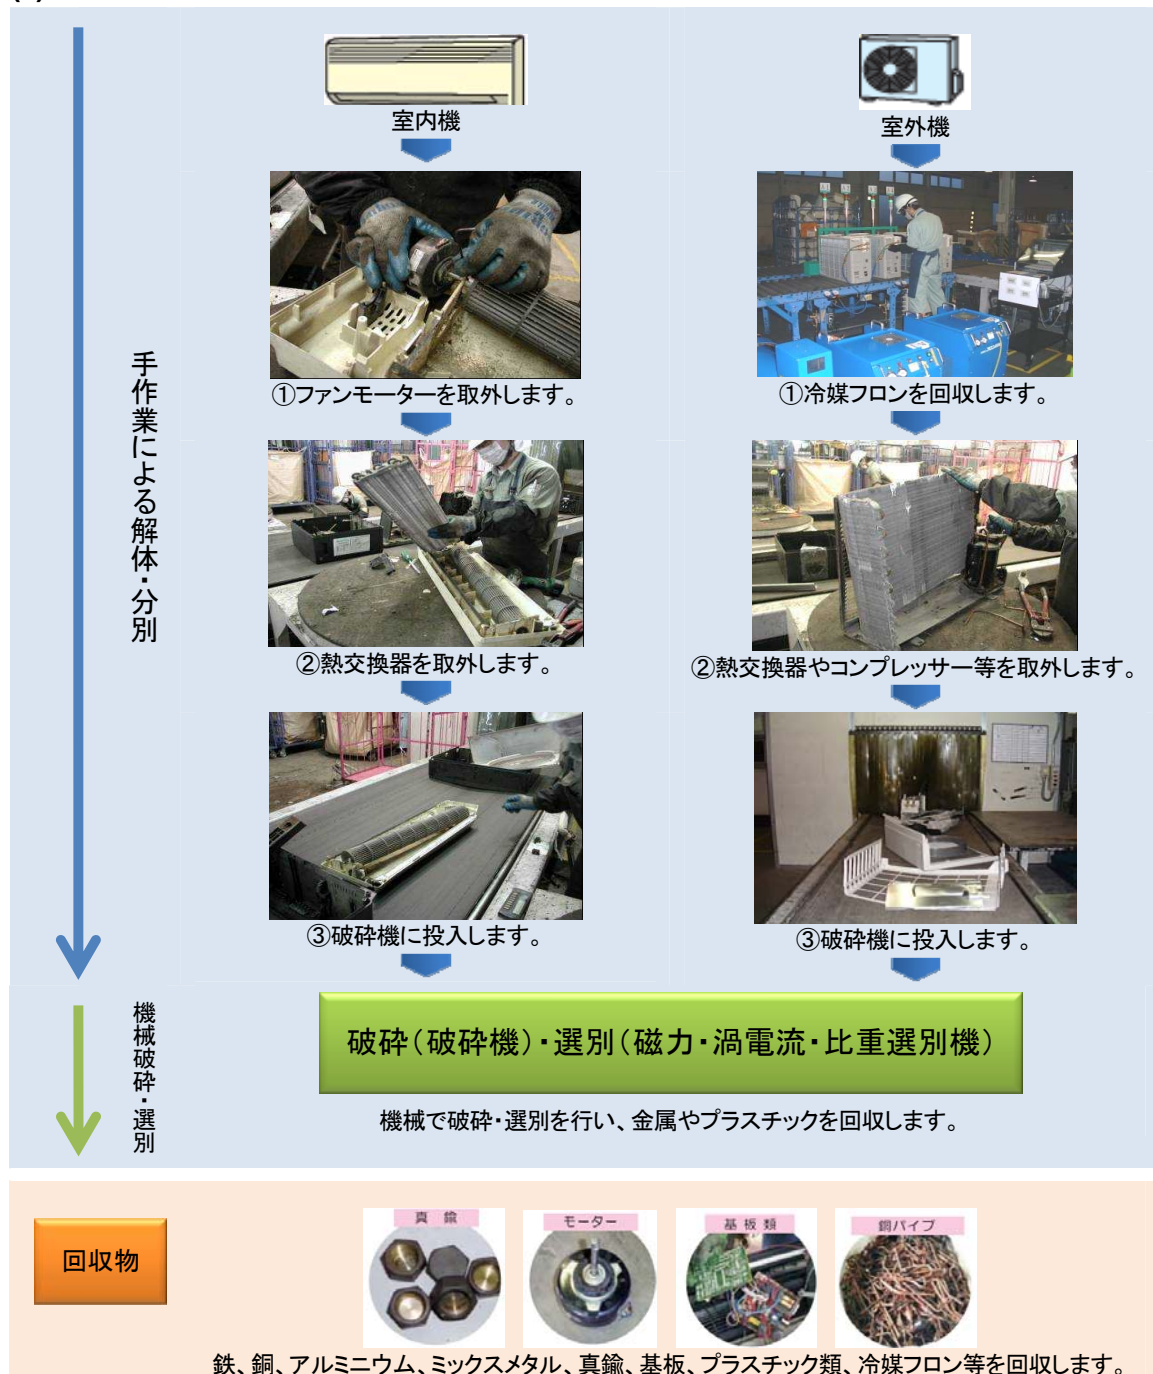 室内機
室外機
手作業による解体・分別
①ファンモーターを取外します。
①冷媒フロンを回収します。
②熱交換器を取外します。
②熱交換器やコンプレッサー等を取外します。
③破砕機に投入します。
③破砕機に投入します。
機械破砕・選別
破砕(破砕機)・選別(磁力・渦電流・比重選別機)
機械で破砕・選別を行い、金属やプラスチックを回収します。
回収物
真鍮
モーター
基板類
銅パイプ
鉄、銅、アルミニウム、ミックスメタル、真鍮、基板、プラスチック類、冷媒フロン等を回収します。